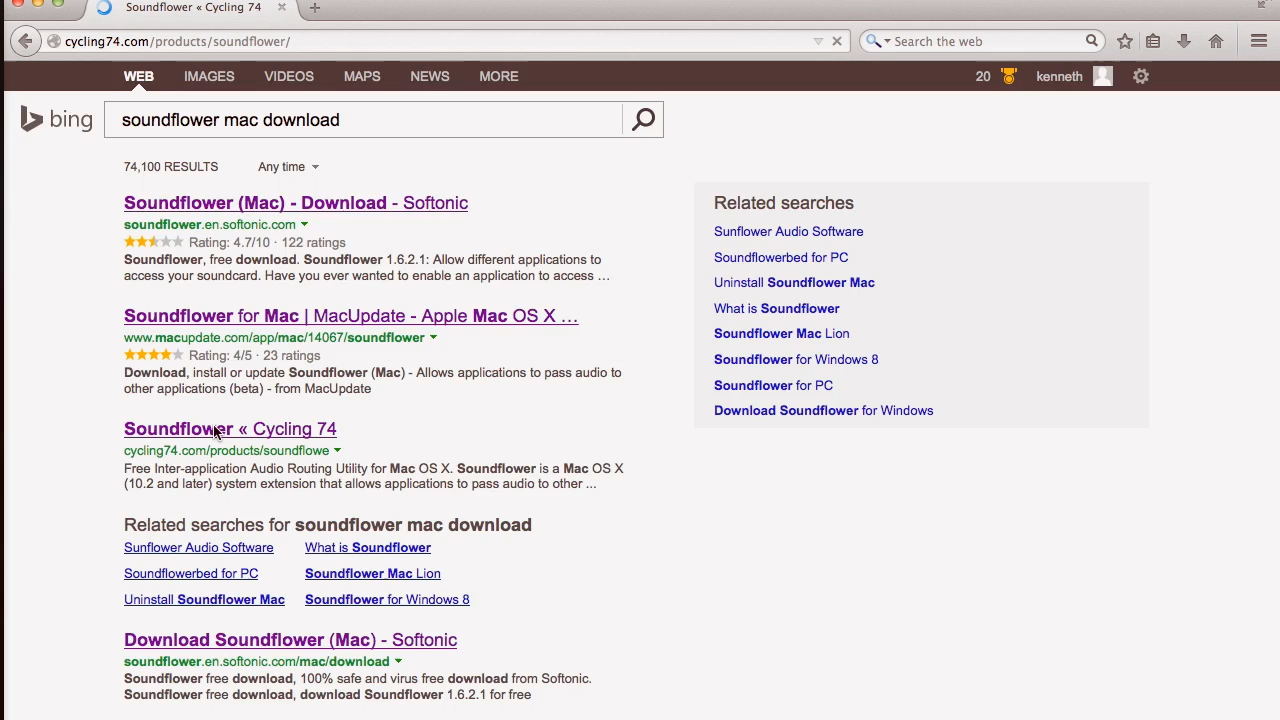 Soundflower « Cycling 74
cycling74.com/products/soundflower/
Search the web
WEB IMAGES VIDEOS MAPS NEWS MORE
20 kenneth
bing
soundflower mac download
74,100 RESULTS Any time
Soundflower (Mac) - Download - Softonic
soundflower.en.softonic.com
Rating: 4.7/10 · 122 ratings
Soundflower, free download. Soundflower 1.6.2.1: Allow different applications to
access your soundcard. Have you ever wanted to enable an application to access ...
Soundflower for Mac | MacUpdate - Apple Mac OS X ...
www.macupdate.com/app/mac/14067/soundflower
Rating: 4/5 · 23 ratings
Download, install or update Soundflower (Mac) - Allows applications to pass audio to
other applications (beta) - from MacUpdate
Soundflower « Cycling 74
cycling74.com/products/soundflowe
Free Inter-application Audio Routing Utility for Mac OS X. Soundflower is a Mac OS X
(10.2 and later) system extension that allows applications to pass audio to other ...
Related searches for soundflower mac download
Sunflower Audio Software What is Soundflower
Soundflowerbed for PC Soundflower Mac Lion
Uninstall Soundflower Mac Soundflower for Windows 8
Download Soundflower (Mac) - Softonic
soundflower.en.softonic.com/mac/download
Soundflower free download, 100% safe and virus free download from Softonic.
Soundflower free download, download Soundflower 1.6.2.1 for free
Related searches
Sunflower Audio Software
Soundflowerbed for PC
Uninstall Soundflower Mac
What is Soundflower
Soundflower Mac Lion
Soundflower for Windows 8
Soundflower for PC
Download Soundflower for Windows